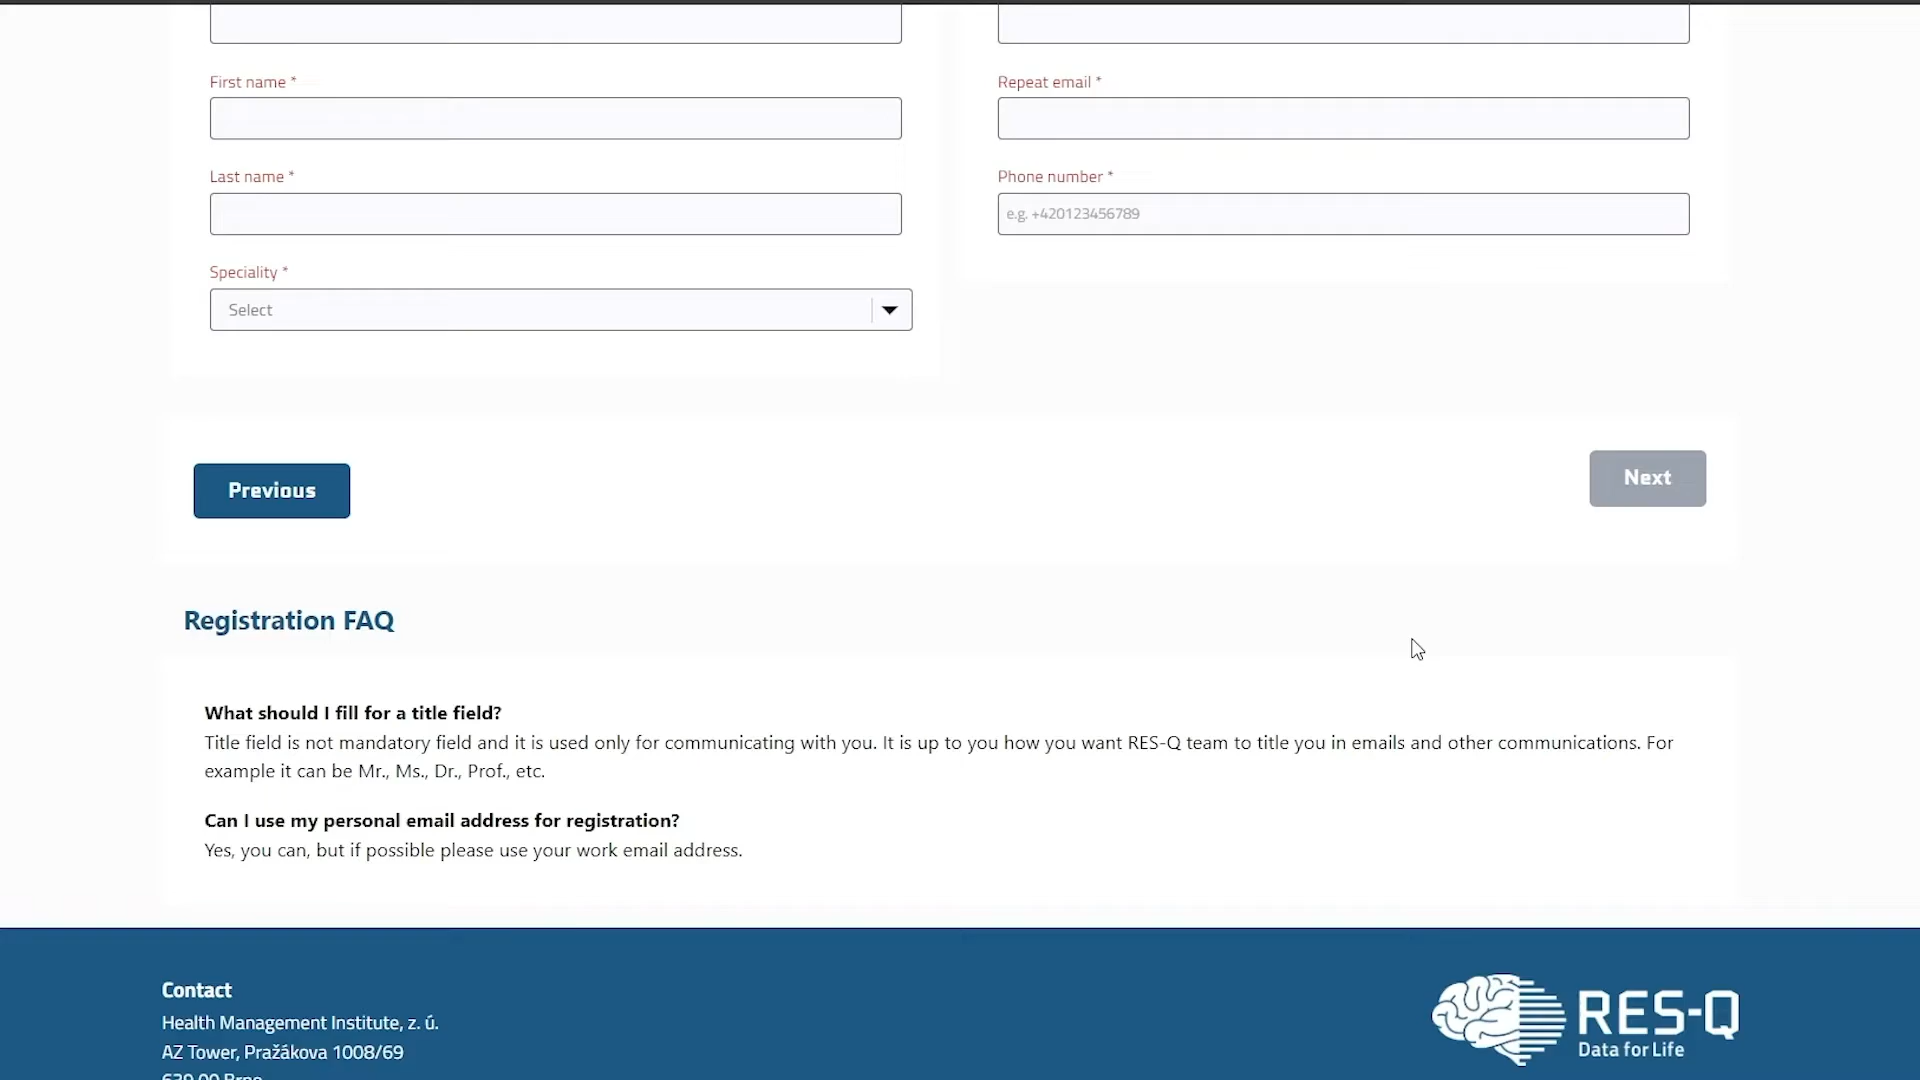 First name *
Repeat email *
Last name *
Phone number *
e.g. +420123456789
Speciality *
Select
Previous
Next
Registration FAQ
What should I fill for a title field?
Title field is not mandatory field and it is used only for communicating with you. It is up to you how you want RES-Q team to title you in emails and other communications. For
example it can be Mr., Ms., Dr., Prof., etc.
Can I use my personal email address for registration?
Yes, you can, but if possible please use your work email address.
Contact
Health Management Institute, z. ú.
AZ Tower, Pražákova 1008/69
RES-Q
Data for Life